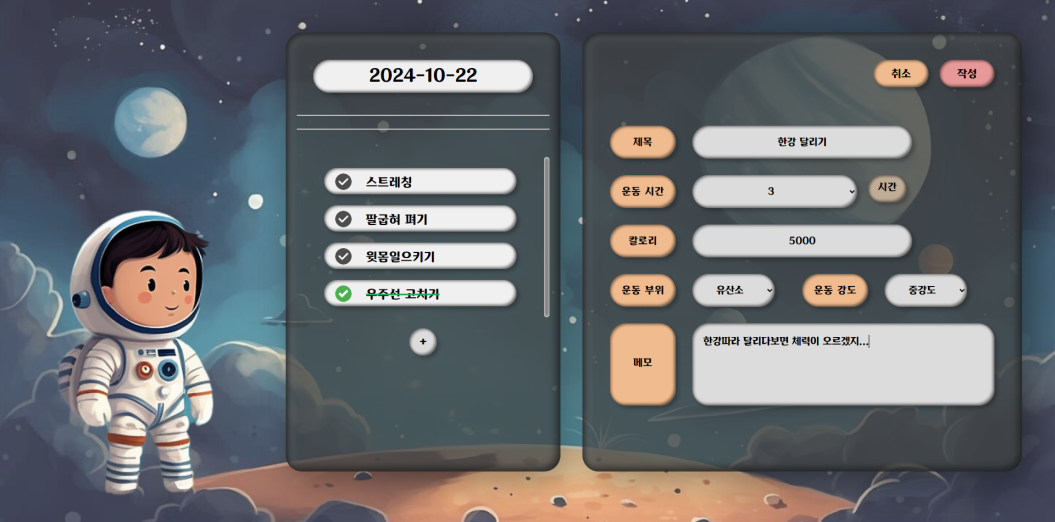 2024-10-22
스트레칭
팔굽혀 펴기
윗몸일으키기
우주선 고치기
+
취소 작성
제목 한강 달리기
운동 시간 3 시간
칼로리 5000
운동 부위 유산소 운동 강도 중강도
메모 한강따라 달리다보면 체력이 오르겠지...